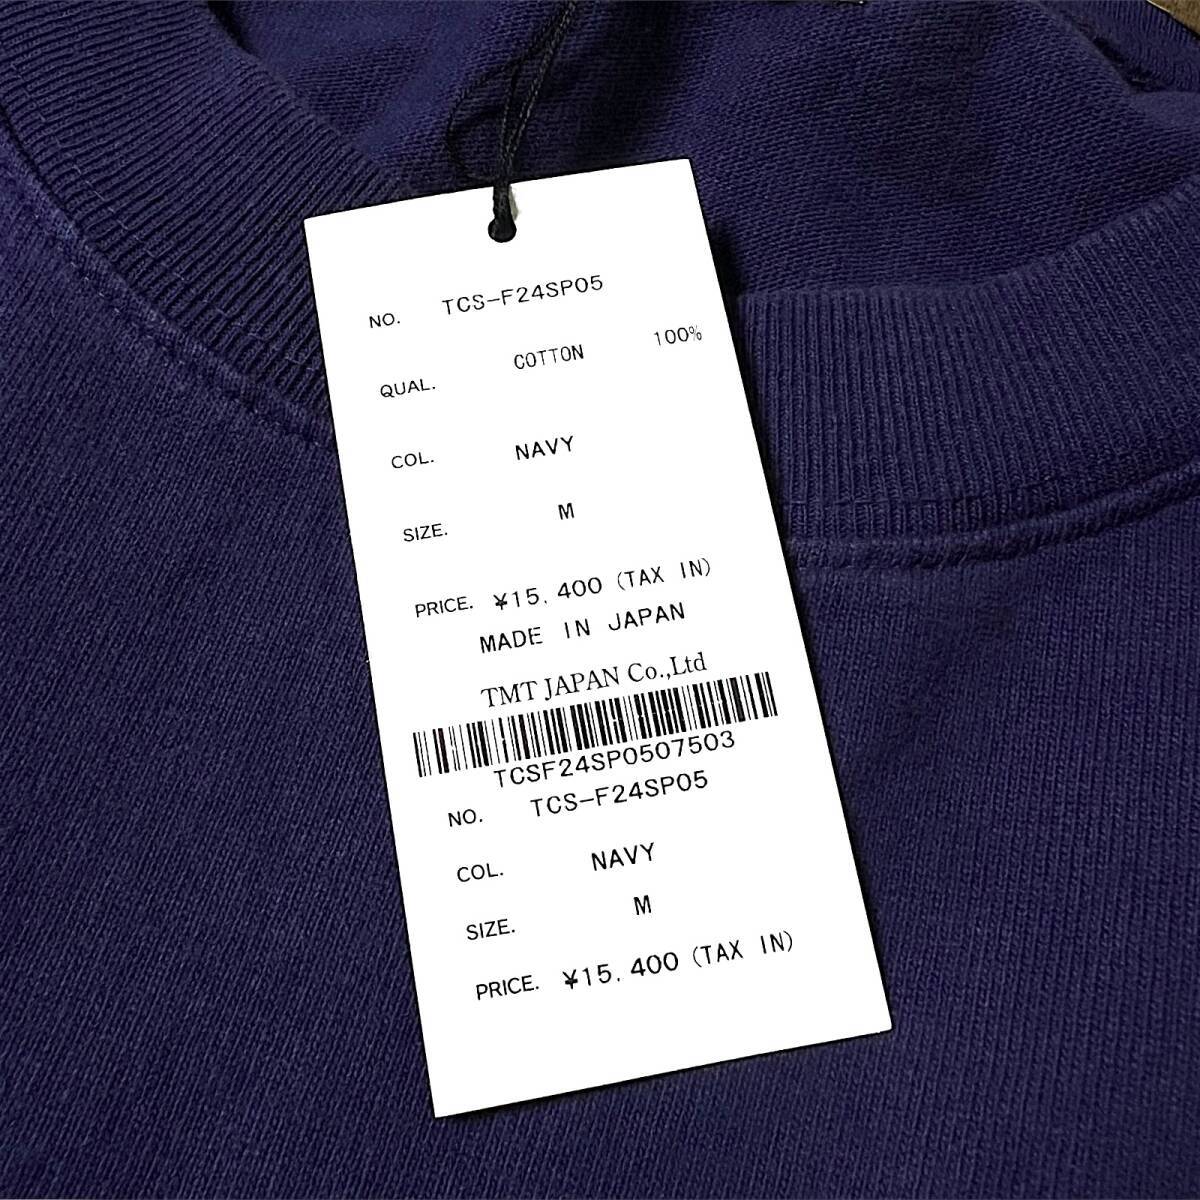 NO. TCS-F24SP05
QUAL. COTTON 100%
COL. NAVY
SIZE. M
PRICE. ¥15,400 (TAX IN)
MADE IN JAPAN
TMT JAPAN Co.,Ltd
TCSF24SP0507503
NO. TCS-F24SP05
COL. NAVY
SIZE. M
PRICE. ¥15,400 (TAX IN)